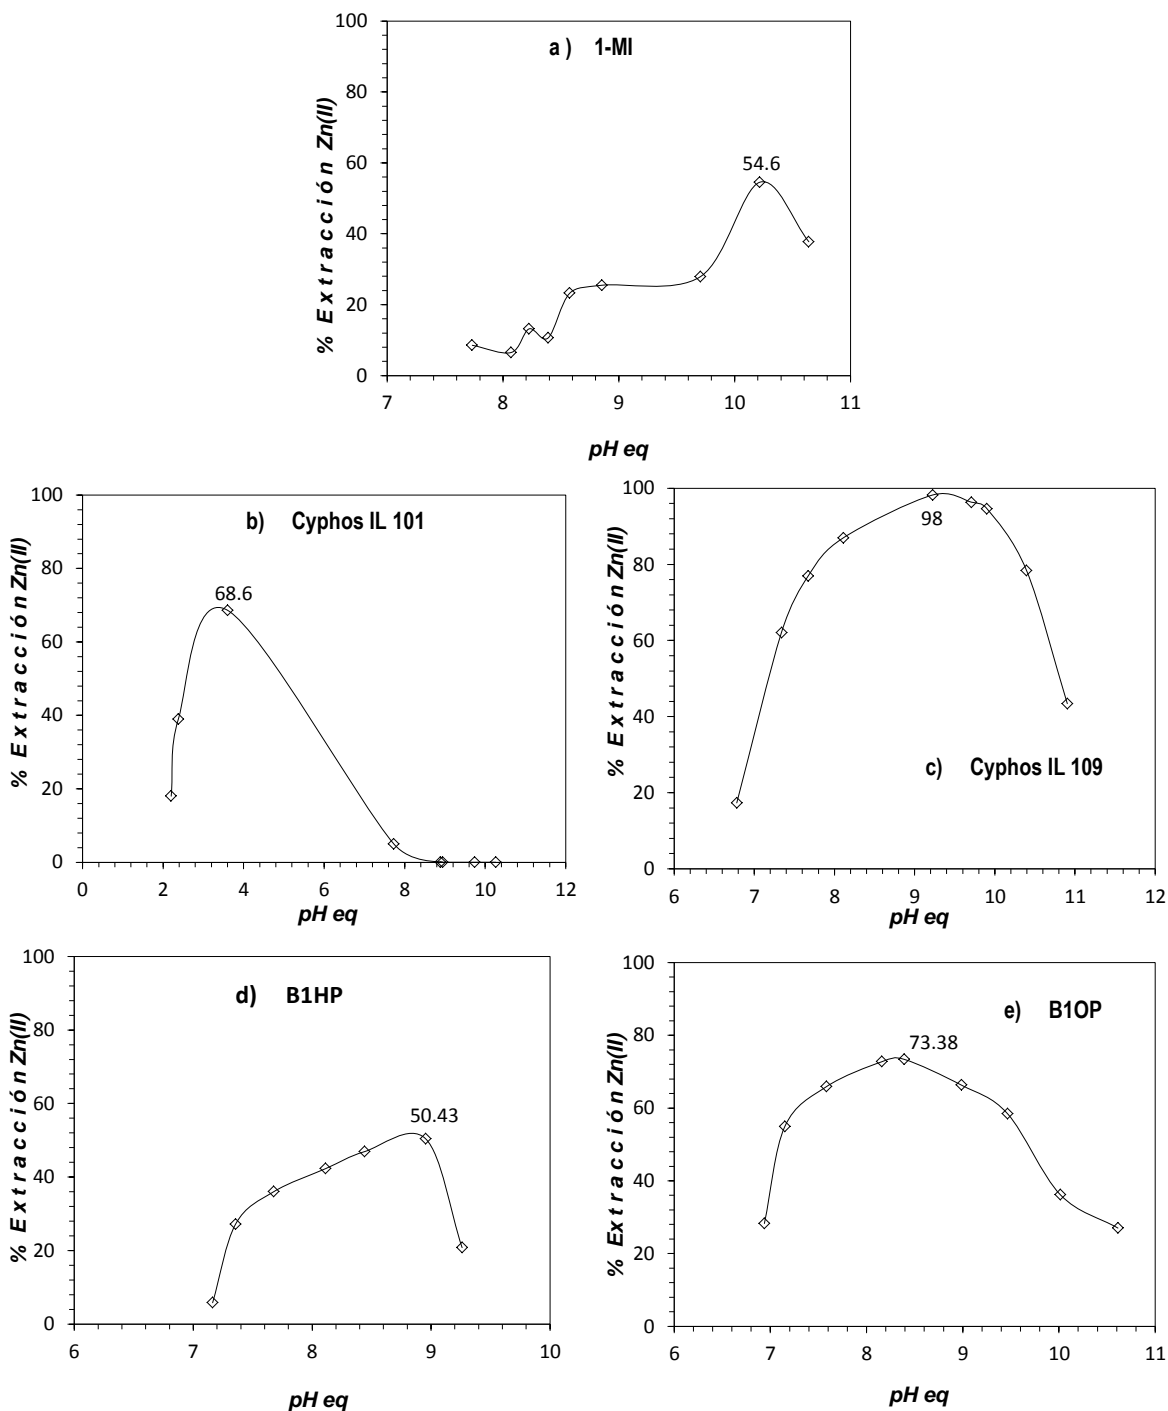 a ) 1-MI
% Extracción Zn(II)
100
80
60
40
20
0
54.6
7 8 9 10 11
pH eq
b) Cyphos IL 101
% Extracción Zn(II)
100
80
60
40
20
0
68.6
0 2 4 6 8 10 12
pH eq
c) Cyphos IL 109
% Extracción Zn(II)
100
80
60
40
20
0
98
6 7 8 9 10 11 12
pH eq
d) B1HP
% Extracción Zn(II)
100
80
60
40
20
0
50.43
6 7 8 9 10
pH eq
e) B1OP
% Extracción Zn(II)
100
80
60
40
20
0
73.38
6 7 8 9 10 11
pH eq